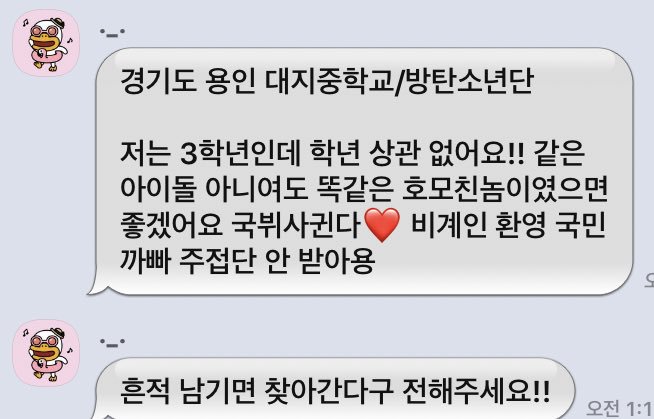 ._.
경기도 용인 대지중학교/방탄소년단
저는 3학년인데 학년 상관 없어요!! 같은
아이돌 아니여도 똑같은 호모친놈이였으면
좋겠어요 국뷔사귄다❤️ 비계인 환영 국민
까빠 주접단 안 받아용
._.
흔적 남기면 찾아간다구 전해주세요!!
오전 1:1